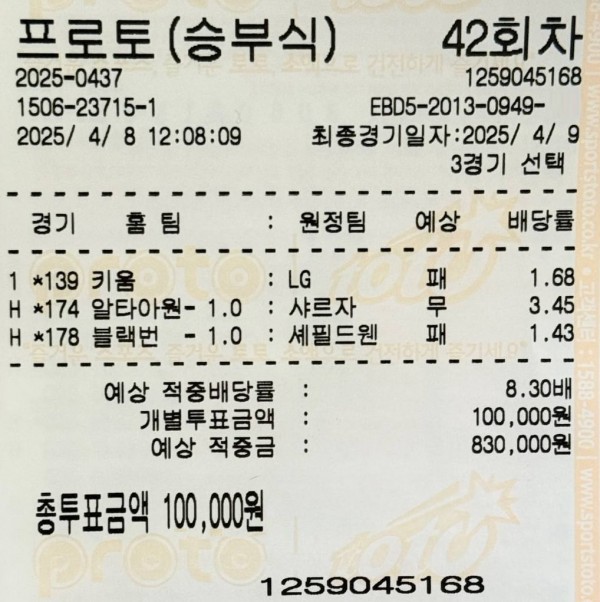 프로토(승부식) 42회차
2025-0437 1259045168
1506-23715-1 EBD5-2013-0949-
2025/ 4/ 8 12:08:09 최종경기일자:2025/ 4/ 9
3경기 선택
경기 홈 팀 : 원정팀 예상 배당률
1 *139 키움 : LG 패 1.68
H *174 알타아원- 1.0 : 샤르자 무 3.45
H *178 블랙번 - 1.0 : 셰필드웬 패 1.43
예상 적중배당률 : 8.30배
개별투표금액 : 100,000원
예상 적중금 : 830,000원
총투표금액 100,000원
proto
1259045168